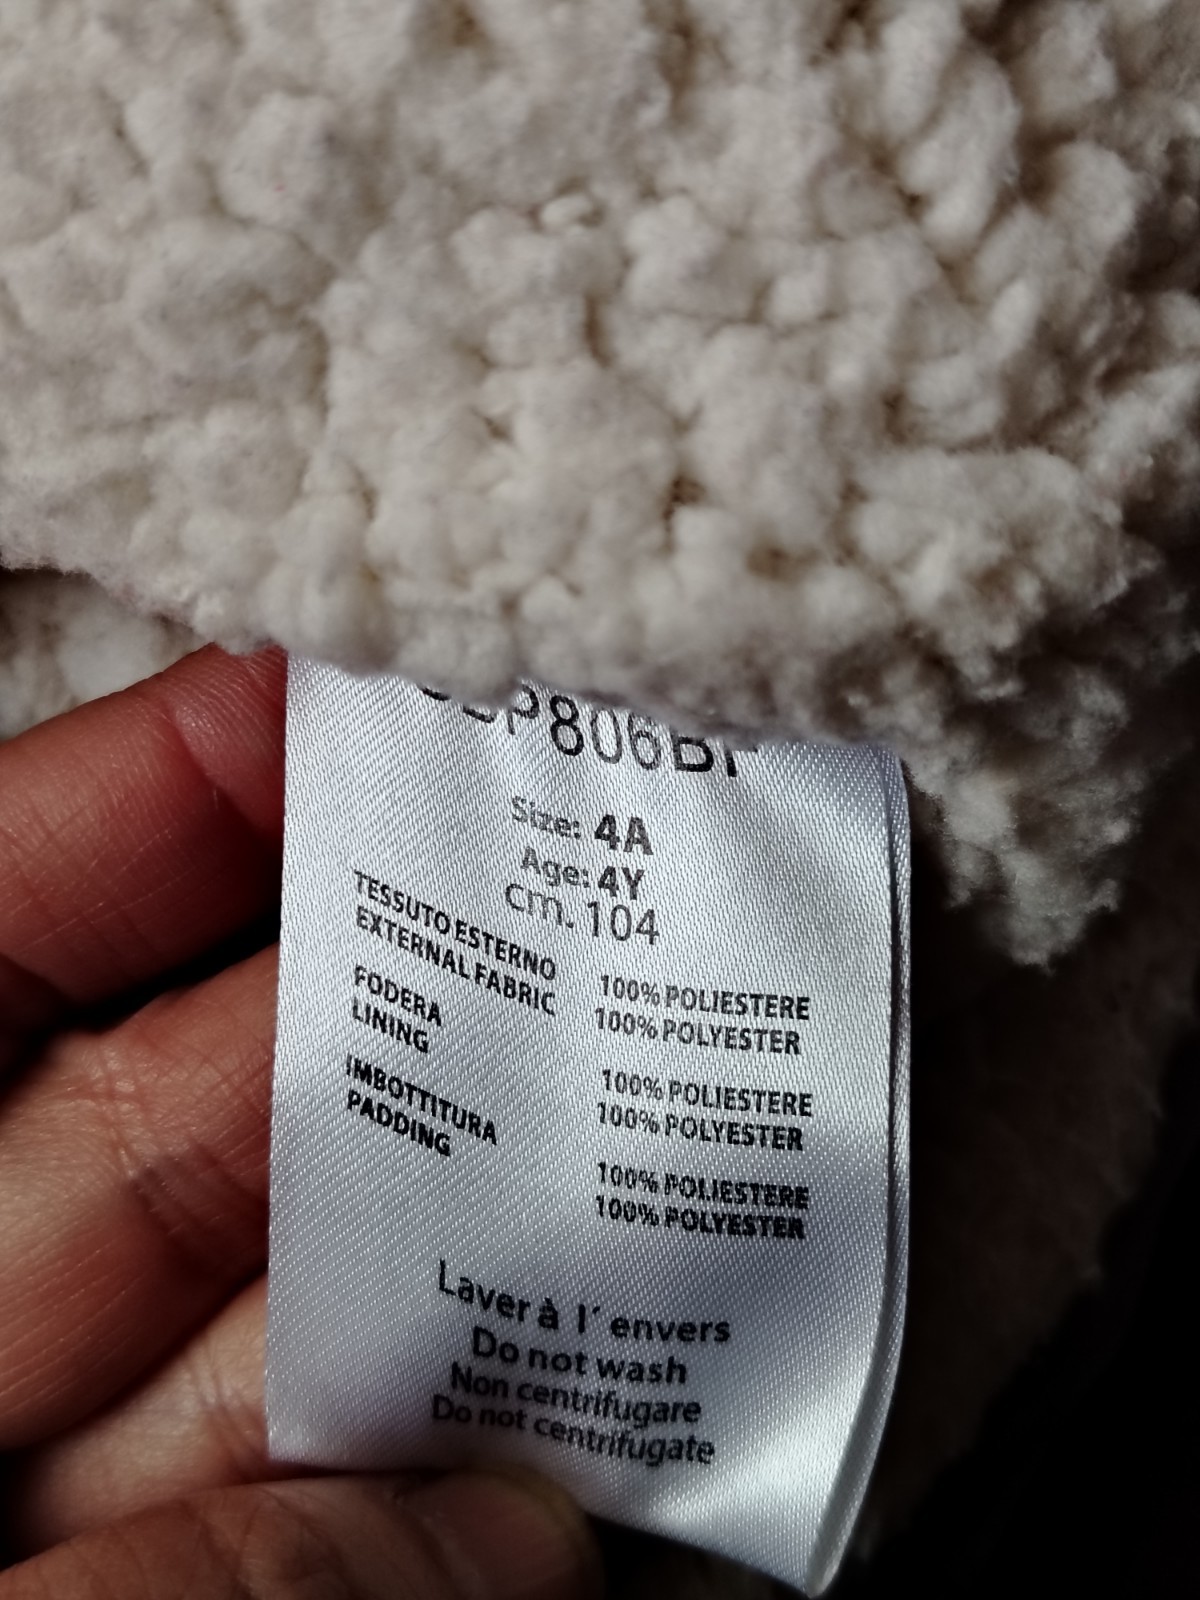 Size: 4A
Age: 4Y
cm. 104
TESSUTO ESTERNO
EXTERNAL FABRIC
100% POLIESTERE
100% POLYESTER
FODERA
LINING
100% POLIESTERE
100% POLYESTER
IMBOTTITURA
PADDING
100% POLIESTERE
100% POLYESTER
Laver à l´envers
Do not wash
Non centrifugare
Do not centrifugate